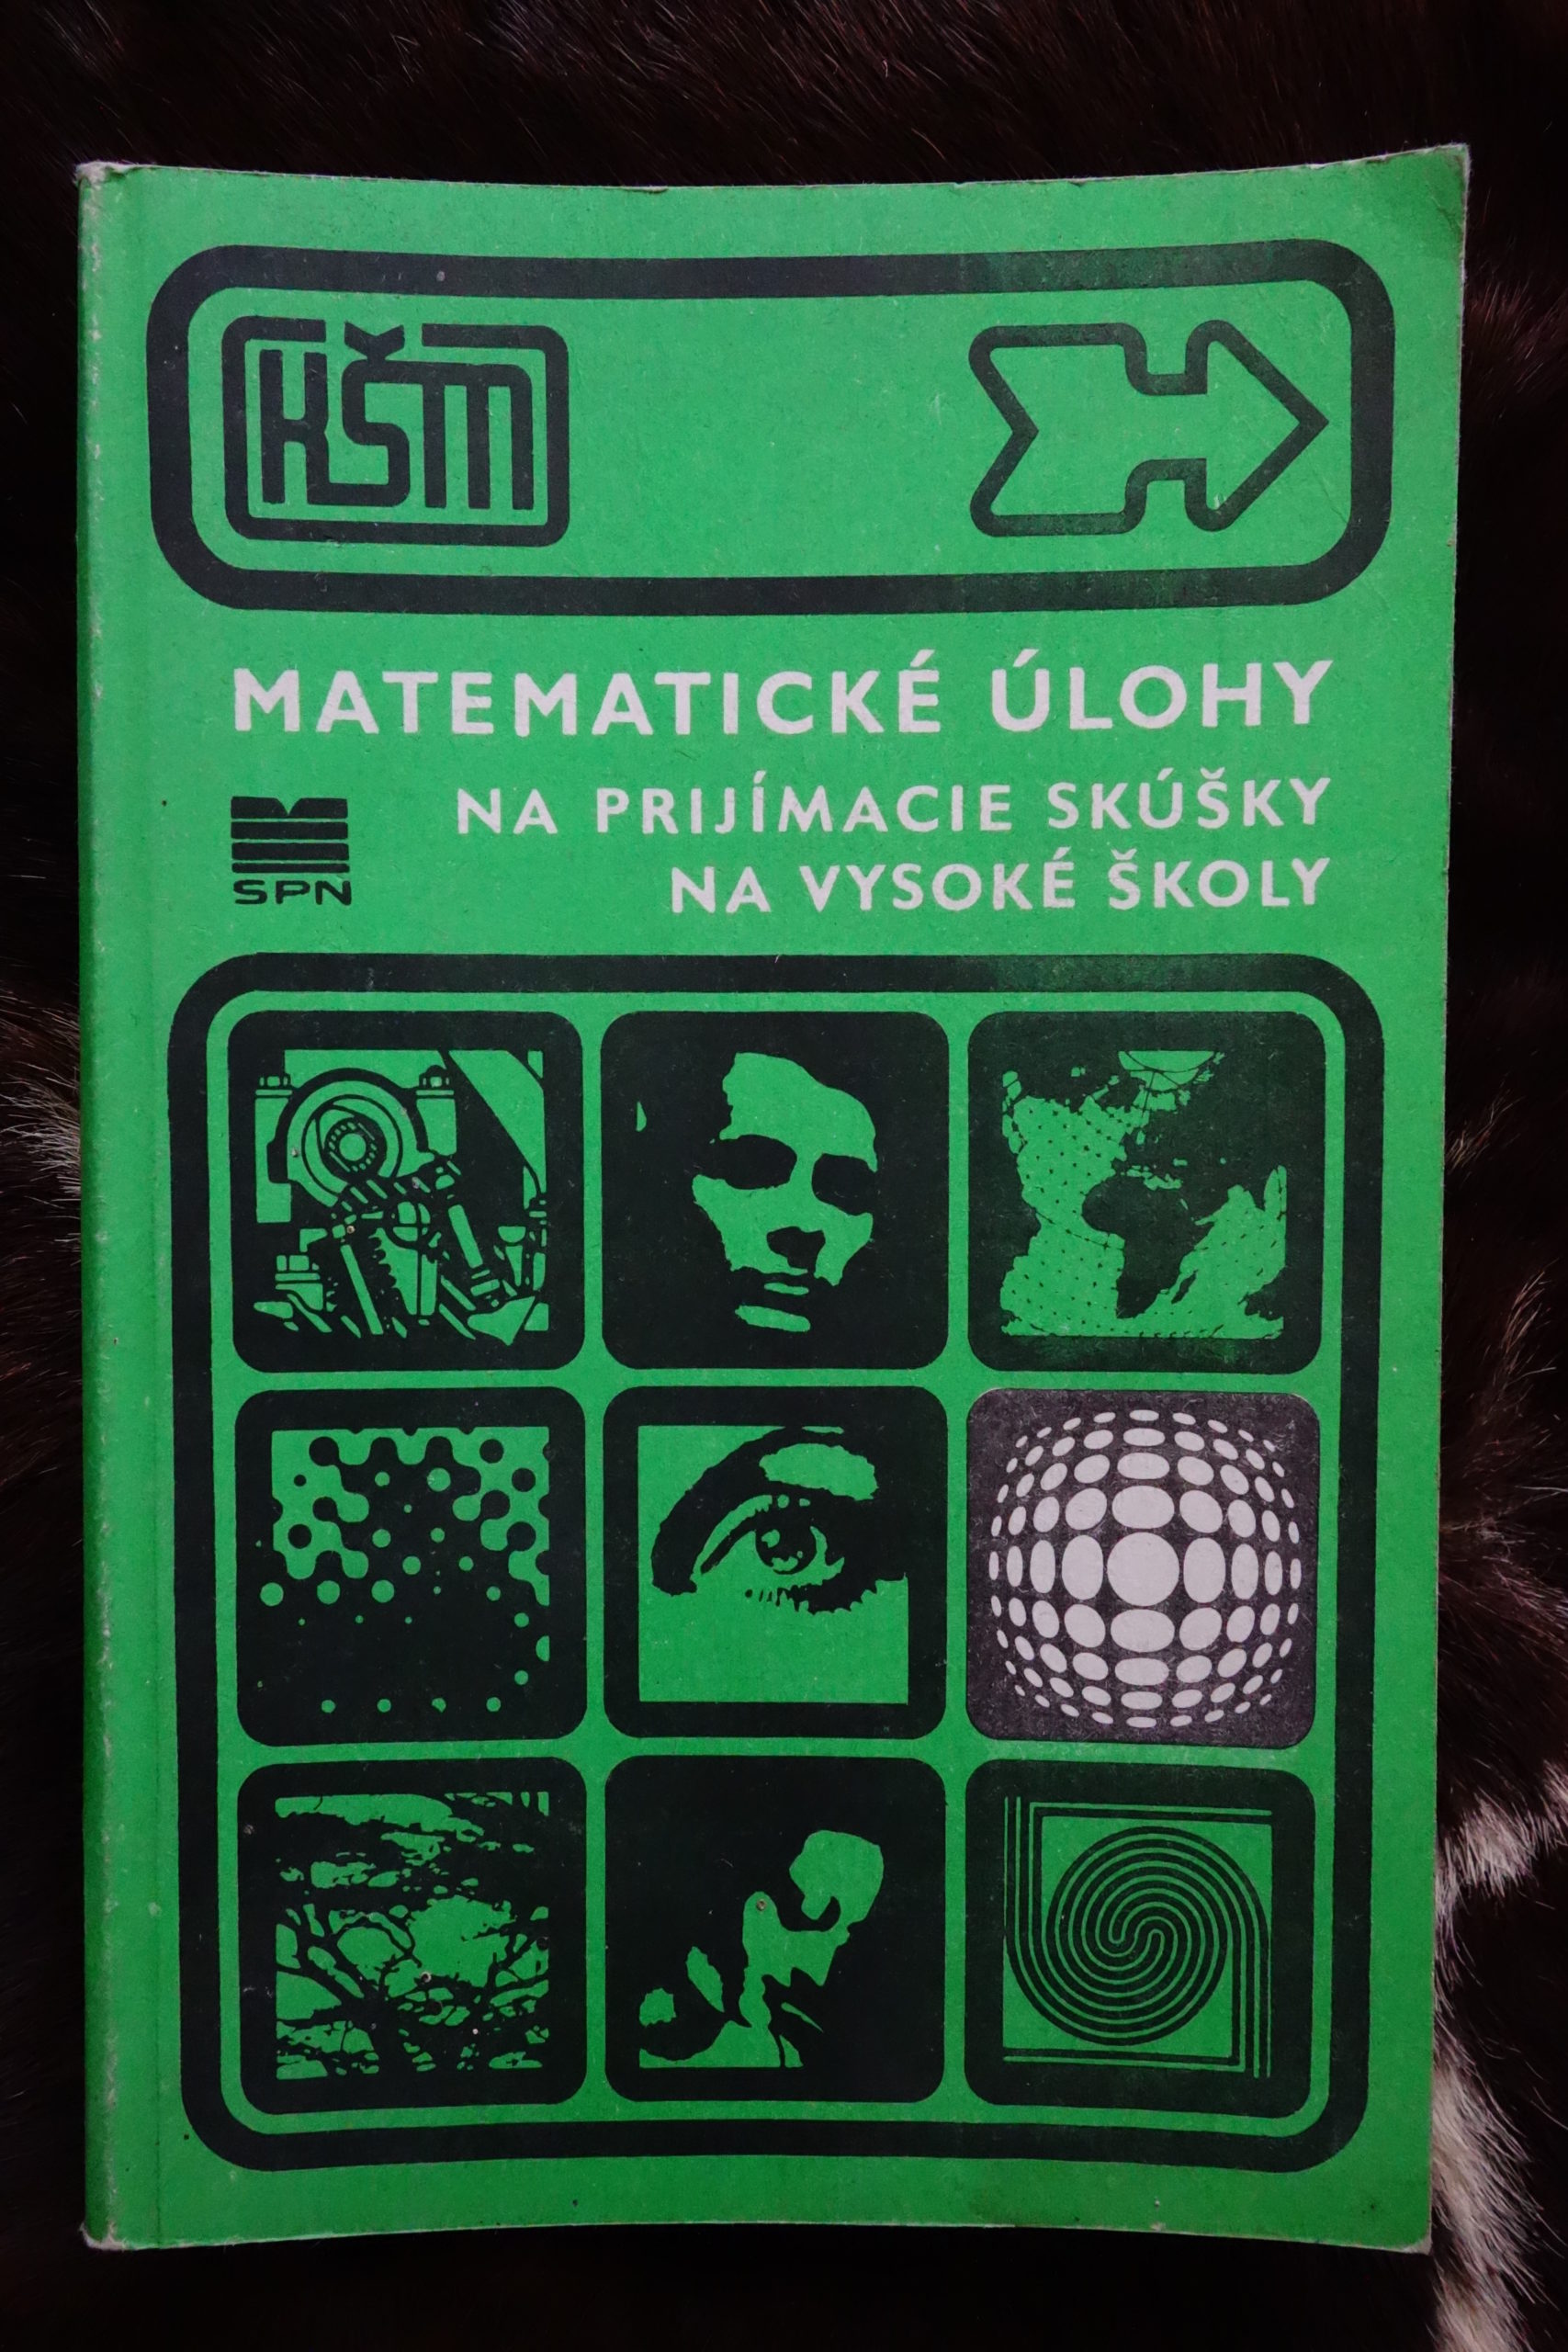 KŠM
MATEMATICKÉ ÚLOHY
NA PRIJÍMACIE SKÚŠKY
NA VYSOKÉ ŠKOLY
SPN